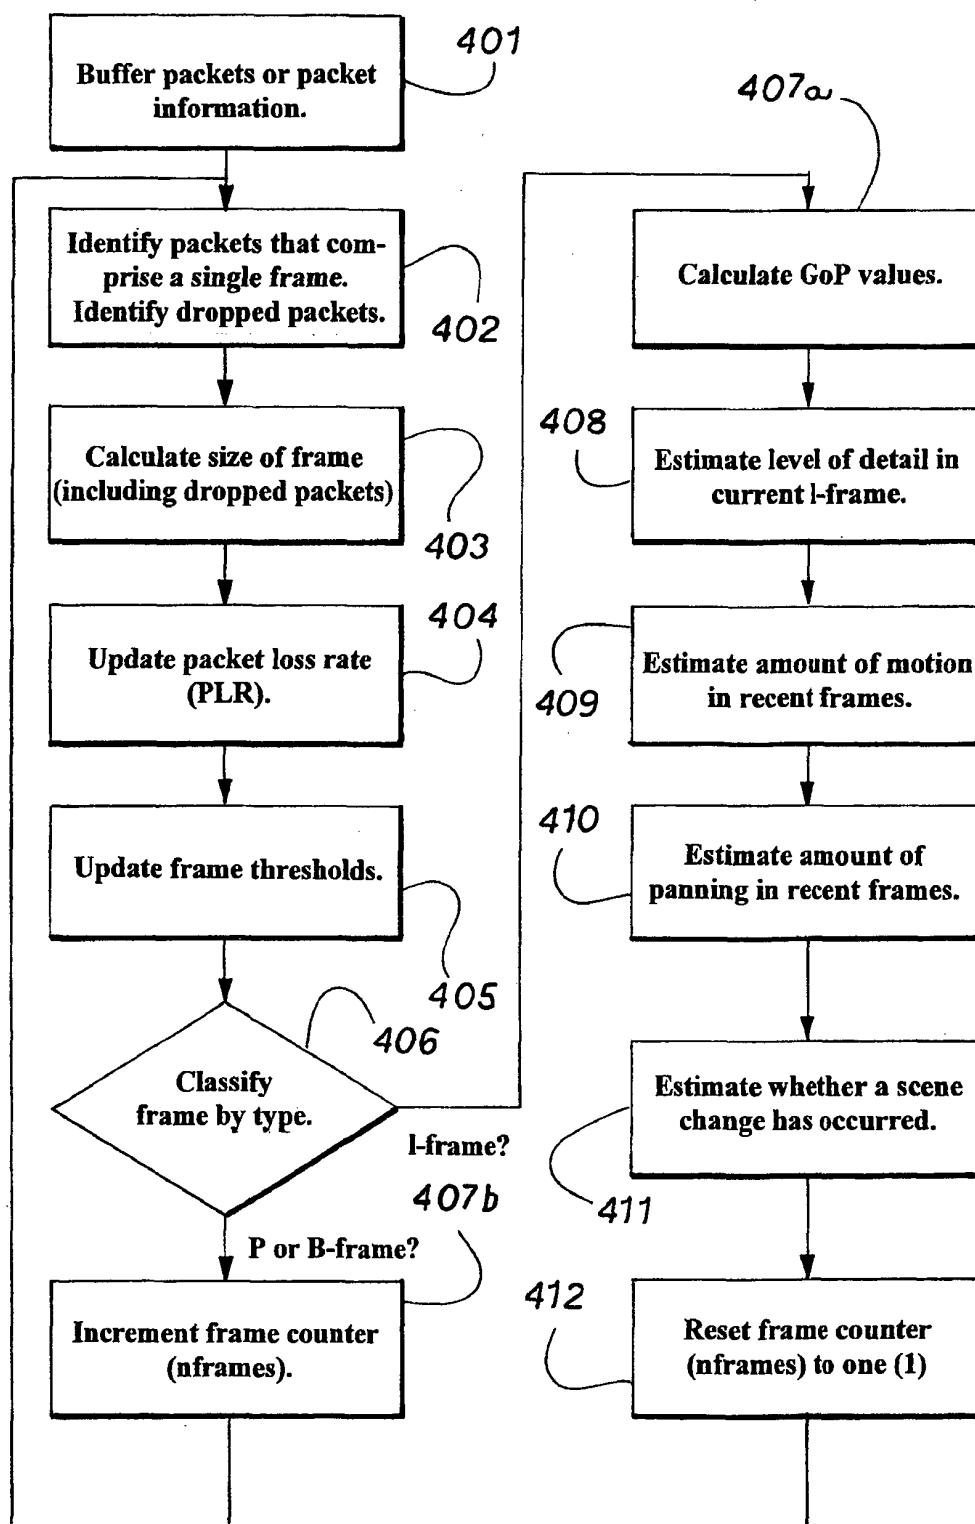 401
Buffer packets or packet
information.
Identify packets that com-
prise a single frame.
Identify dropped packets.
402
Calculate size of frame
(including dropped packets)
403
404
Update packet loss rate
(PLR).
Update frame thresholds.
405
406
Classify
frame by type.
I-frame?
407b
P or B-frame?
Increment frame counter
(nframes).
407a
Calculate GoP values.
408
Estimate level of detail in
current I-frame.
Estimate amount of motion
in recent frames.
409
410
Estimate amount of
panning in recent frames.
Estimate whether a scene
change has occurred.
411
412
Reset frame counter
(nframes) to one (1)